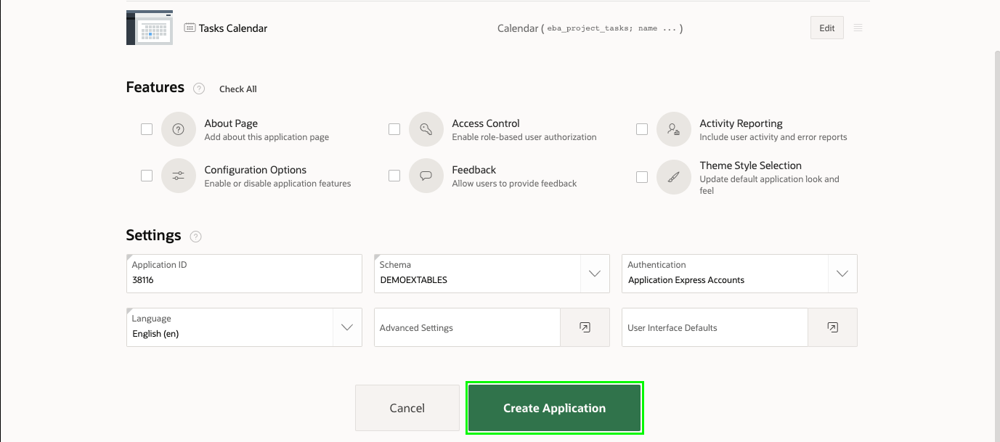 Tasks Calendar Calendar ( eba_project_tasks; name ... ) Edit
Features ? Check All
About Page
Add about this application page
Access Control
Enable role-based user authorization
Activity Reporting
Include user activity and error reports
Configuration Options
Enable or disable application features
Feedback
Allow users to provide feedback
Theme Style Selection
Update default application look and
feel
Settings ?
Application ID
38116
Schema
DEMOEXTABLES
Authentication
Application Express Accounts
Language
English (en)
Advanced Settings
User Interface Defaults
Cancel
Create Application